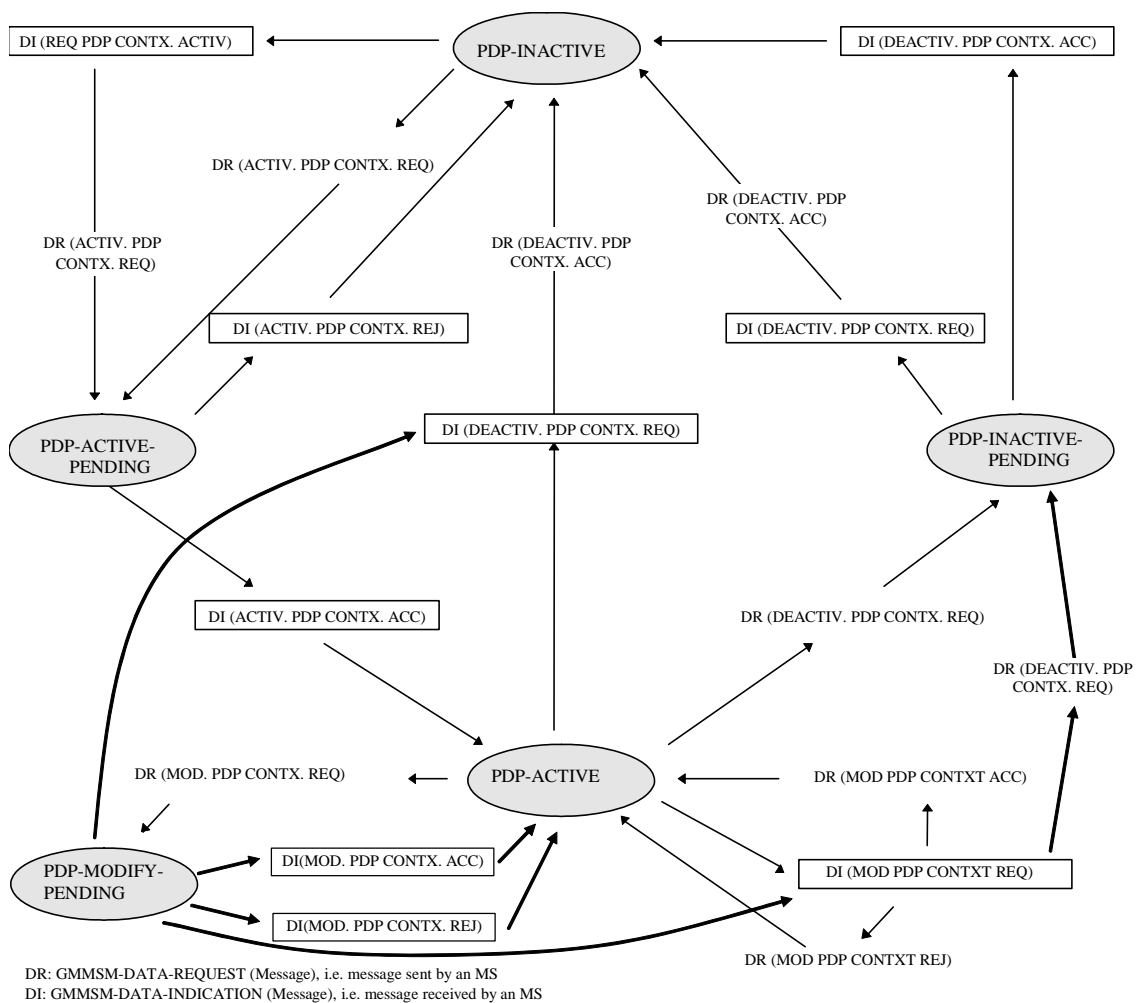 DI (REQ PDP CONTX. ACTIV)
PDP-INACTIVE
DI (DEACTIV. PDP CONTX. ACC)
DR (ACTIV. PDP CONTX. REQ)
DR (DEACTIV. PDP
CONTX. ACC)
DR (ACTIV. PDP
CONTX. REQ)
DR (DEACTIV. PDP
CONTX. ACC)
DI (ACTIV. PDP CONTX. REJ)
DI (DEACTIV. PDP CONTX. REQ)
DI (DEACTIV. PDP CONTX. REQ)
PDP-ACTIVE-
PENDING
PDP-INACTIVE-
PENDING
DI (ACTIV. PDP CONTX. ACC)
DR (DEACTIV. PDP CONTX. REQ)
DR (DEACTIV. PDP
CONTX. REQ)
DR (MOD. PDP CONTX. REQ)
PDP-ACTIVE
DR (MOD PDP CONTXT ACC)
PDP-MODIFY-
PENDING
DI(MOD. PDP CONTX. ACC)
DI (MOD PDP CONTXT REQ)
DI(MOD. PDP CONTX. REJ)
DR (MOD PDP CONTXT REJ)
DR: GMMSM-DATA-REQUEST (Message), i.e. message sent by an MS
DI: GMMSM-DATA-INDICATION (Message), i.e. message received by an MS